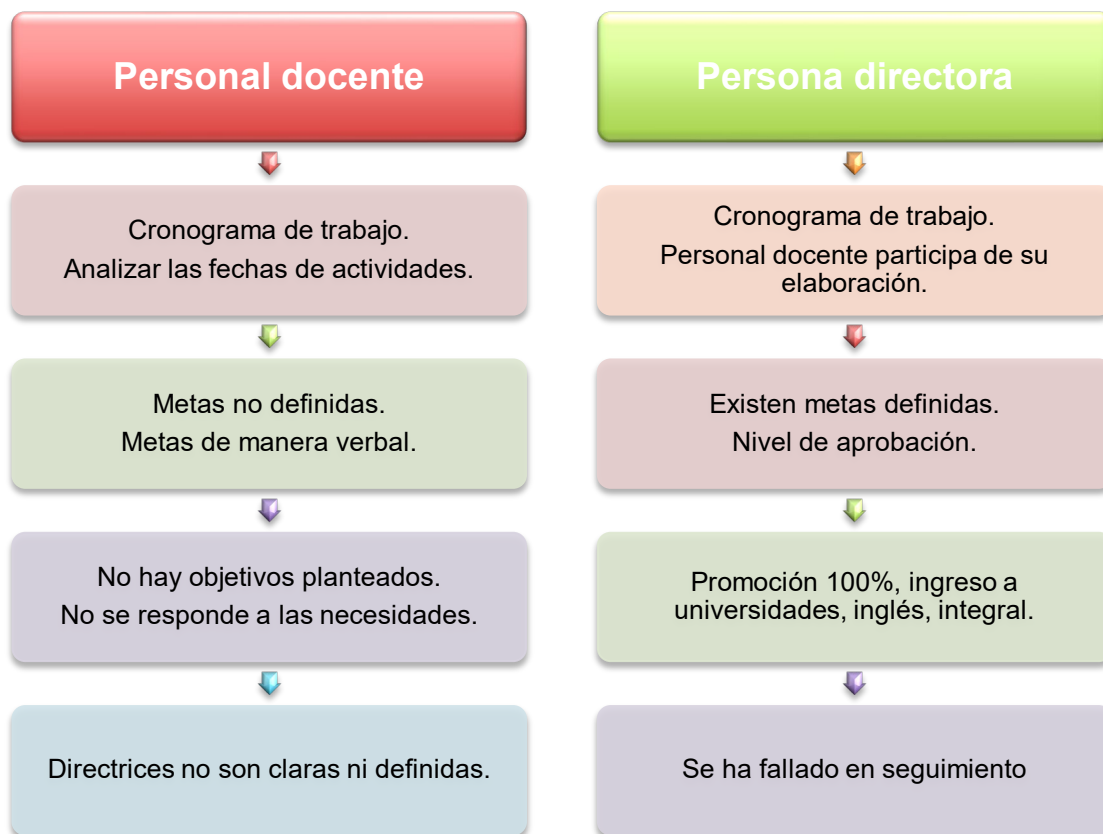 Personal docente
Cronograma de trabajo.
Analizar las fechas de actividades.
Metas no definidas.
Metas de manera verbal.
No hay objetivos planteados.
No se responde a las necesidades.
Directrices no son claras ni definidas.
Persona directora
Cronograma de trabajo.
Personal docente participa de su
elaboración.
Existen metas definidas.
Nivel de aprobación.
Promoción 100%, ingreso a
universidades, inglés, integral.
Se ha fallado en seguimiento